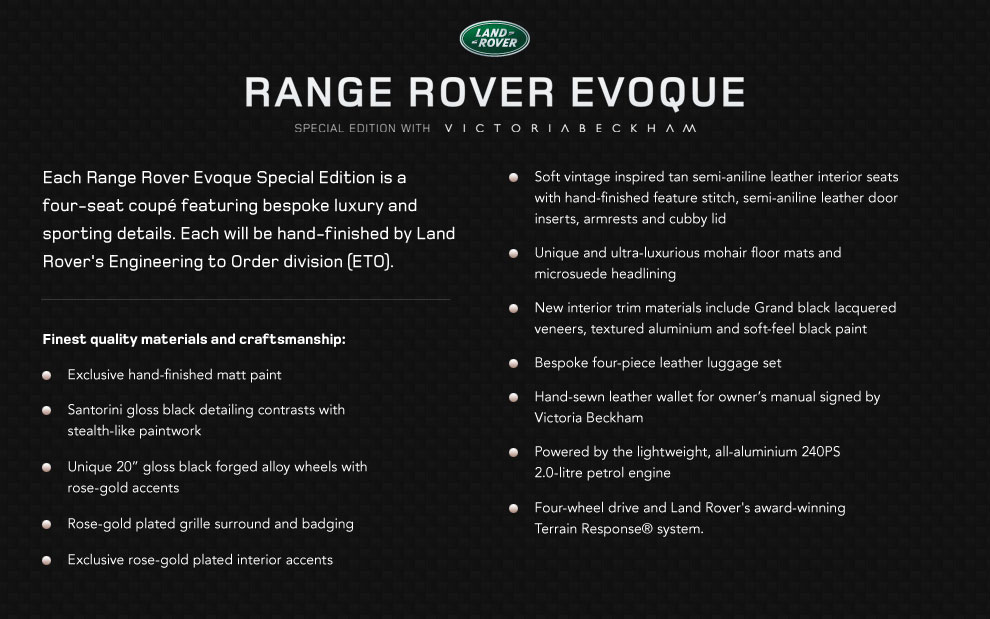 LAND ROVER
RANGE ROVER EVOQUE
SPECIAL EDITION WITH VICTORIA BECKHAM
Each Range Rover Evoque Special Edition is a
four-seat coupé featuring bespoke luxury and
sporting details. Each will be hand-finished by Land
Rover's Engineering to Order division (ETO).
Finest quality materials and craftsmanship:
Exclusive hand-finished matt paint
Santorini gloss black detailing contrasts with
stealth-like paintwork
Unique 20” gloss black forged alloy wheels with
rose-gold accents
Rose-gold plated grille surround and badging
Exclusive rose-gold plated interior accents
Soft vintage inspired tan semi-aniline leather interior seats
with hand-finished feature stitch, semi-aniline leather door
inserts, armrests and cubby lid
Unique and ultra-luxurious mohair floor mats and
microsuede headlining
New interior trim materials include Grand black lacquered
veneers, textured aluminium and soft-feel black paint
Bespoke four-piece leather luggage set
Hand-sewn leather wallet for owner’s manual signed by
Victoria Beckham
Powered by the lightweight, all-aluminium 240PS
2.0-litre petrol engine
Four-wheel drive and Land Rover's award-winning
Terrain Response® system.